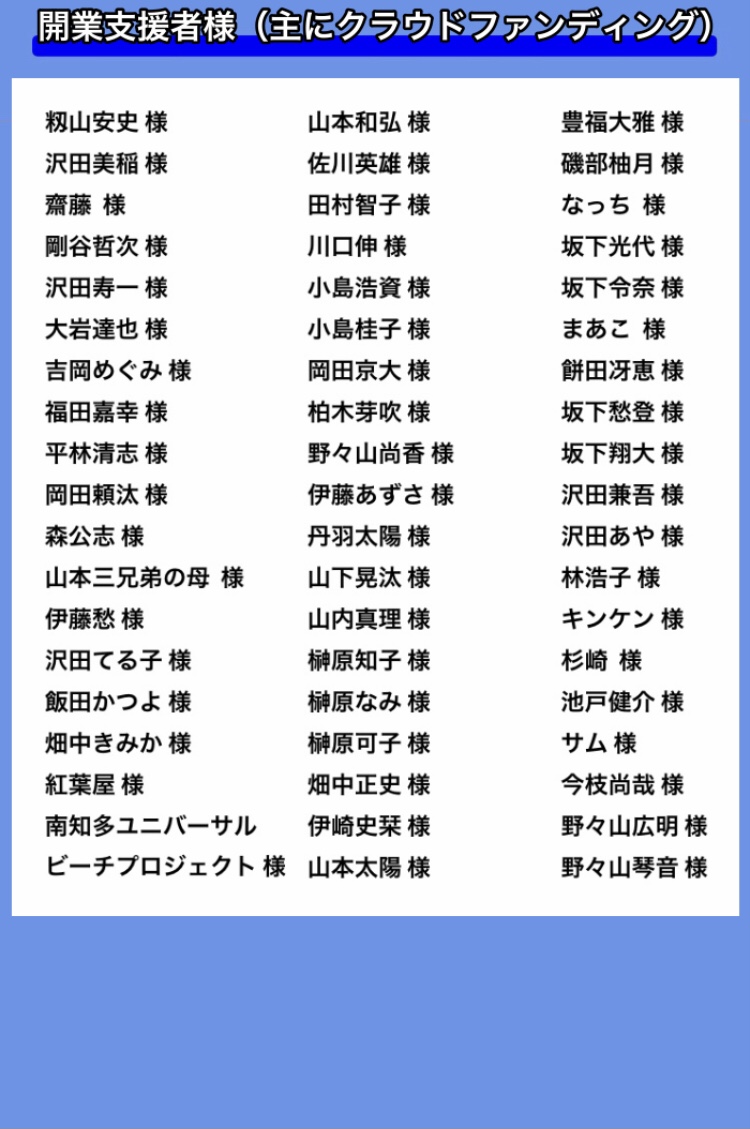 開業支援者様（主にクラウドファンディング）
籾山安史 様
沢田美稲 様
齋藤 様
剛谷哲次 様
沢田寿一 様
大岩達也 様
吉岡めぐみ 様
福田嘉幸 様
平林清志 様
岡田頼汰 様
森公志 様
山本三兄弟の母 様
伊藤愁 様
沢田てる子 様
飯田かつよ 様
畑中きみか 様
紅葉屋 様
南知多ユニバーサル
ビーチプロジェクト 様
山本和弘 様
佐川英雄 様
田村智子 様
川口伸 様
小島浩資 様
小島桂子 様
岡田京大 様
柏木芽吹 様
野々山尚香 様
伊藤あずさ 様
丹羽太陽 様
山下晃汰 様
山内真理 様
榊原知子 様
榊原なみ 様
榊原可子 様
畑中正史 様
伊崎史栞 様
山本太陽 様
豊福大雅 様
磯部柚月 様
なっち 様
坂下光代 様
坂下令奈 様
まあこ 様
餅田冴恵 様
坂下愁登 様
坂下翔大 様
沢田兼吾 様
沢田あや 様
林浩子 様
キンケン 様
杉崎 様
池戸健介 様
サム 様
今枝尚哉 様
野々山広明 様
野々山琴音 様